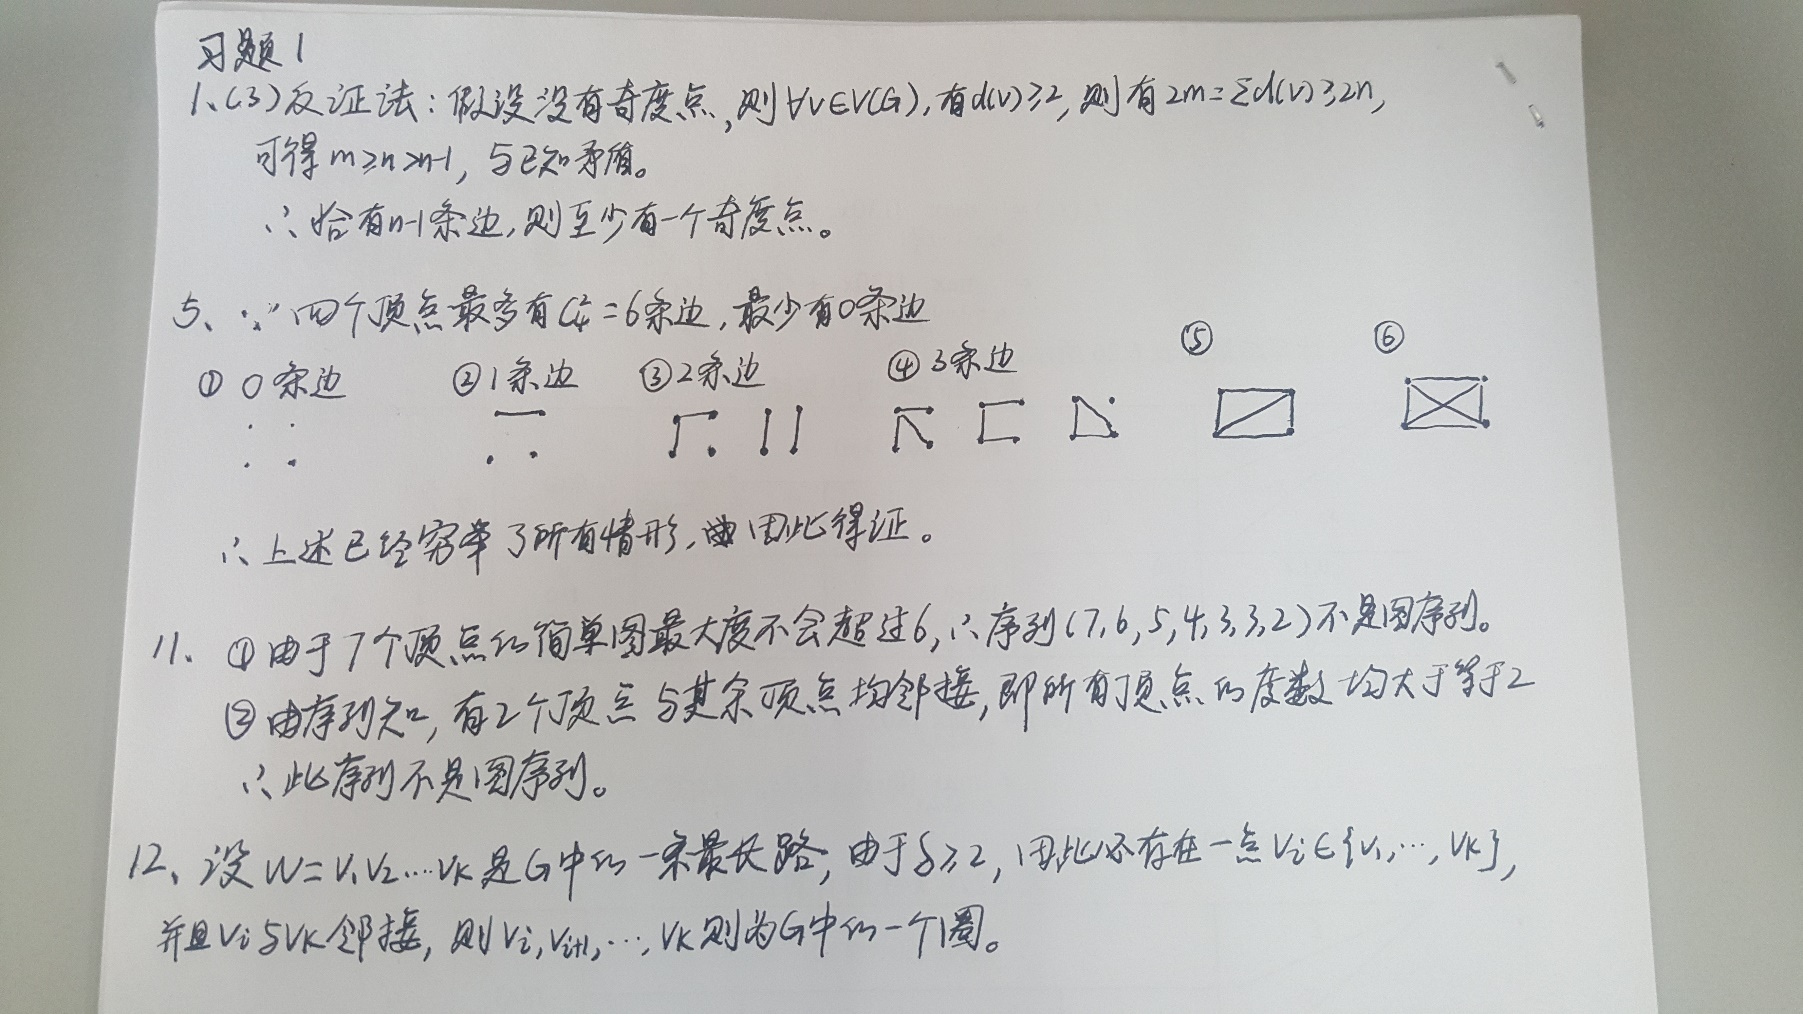 习题1
1、(3)反证法：假设没有奇度点，则∀v∈V(G)，有d(v)≥2，则有2m=Σd(v)≥2n，
可得m≥n>n-1，与已知矛盾。
∴恰有n-1条边，则至少有一个奇度点。
5、∵四个顶点最多有C₄²=6条边，最少有0条边
① 0条边 ②1条边 ③2条边 ④3条边 ⑤ ⑥
∴上述已经穷举了所有情形，因此得证。
11、①由于7个顶点的简单图最大度不会超过6，∴序列(7,6,5,4,3,3,2)不是图序列。
②由序列知，有2个顶点与其余顶点均邻接，即所有顶点的度数均大于等于2
∴此序列不是图序列。
12、设W=V₁V₂…Vk是G中的一条最长路，由于δ≥2，因此必存在一点Vi∈{V₁,…,Vk}，
并且Vi与Vk邻接，则Vi,Vi+1,…,Vk则为G中的一个圈。